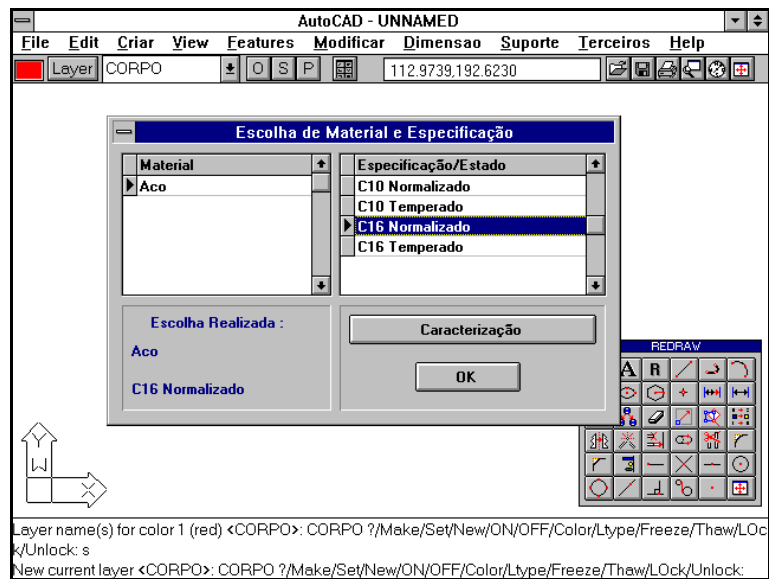 AutoCAD - UNNAMED
File Edit Criar View Features Modificar Dimensao Suporte Terceiros Help
Layer CORPO O S P 112.9739,192.6230
Escolha de Material e Especificação
Material
Aco
Especificação/Estado
C10 Normalizado
C10 Temperado
C16 Normalizado
C16 Temperado
Escolha Realizada :
Aco
C16 Normalizado
Caracterização
OK
REDRAW
A R
Y
W
X
Layer name(s) for color 1 (red) <CORPO>: CORPO ?/Make/Set/New/ON/OFF/Color/Ltype/Freeze/Thaw/LOc
k/Unlock: s
New current layer <CORPO>: CORPO ?/Make/Set/New/ON/OFF/Color/Ltype/Freeze/Thaw/LOck/Unlock: